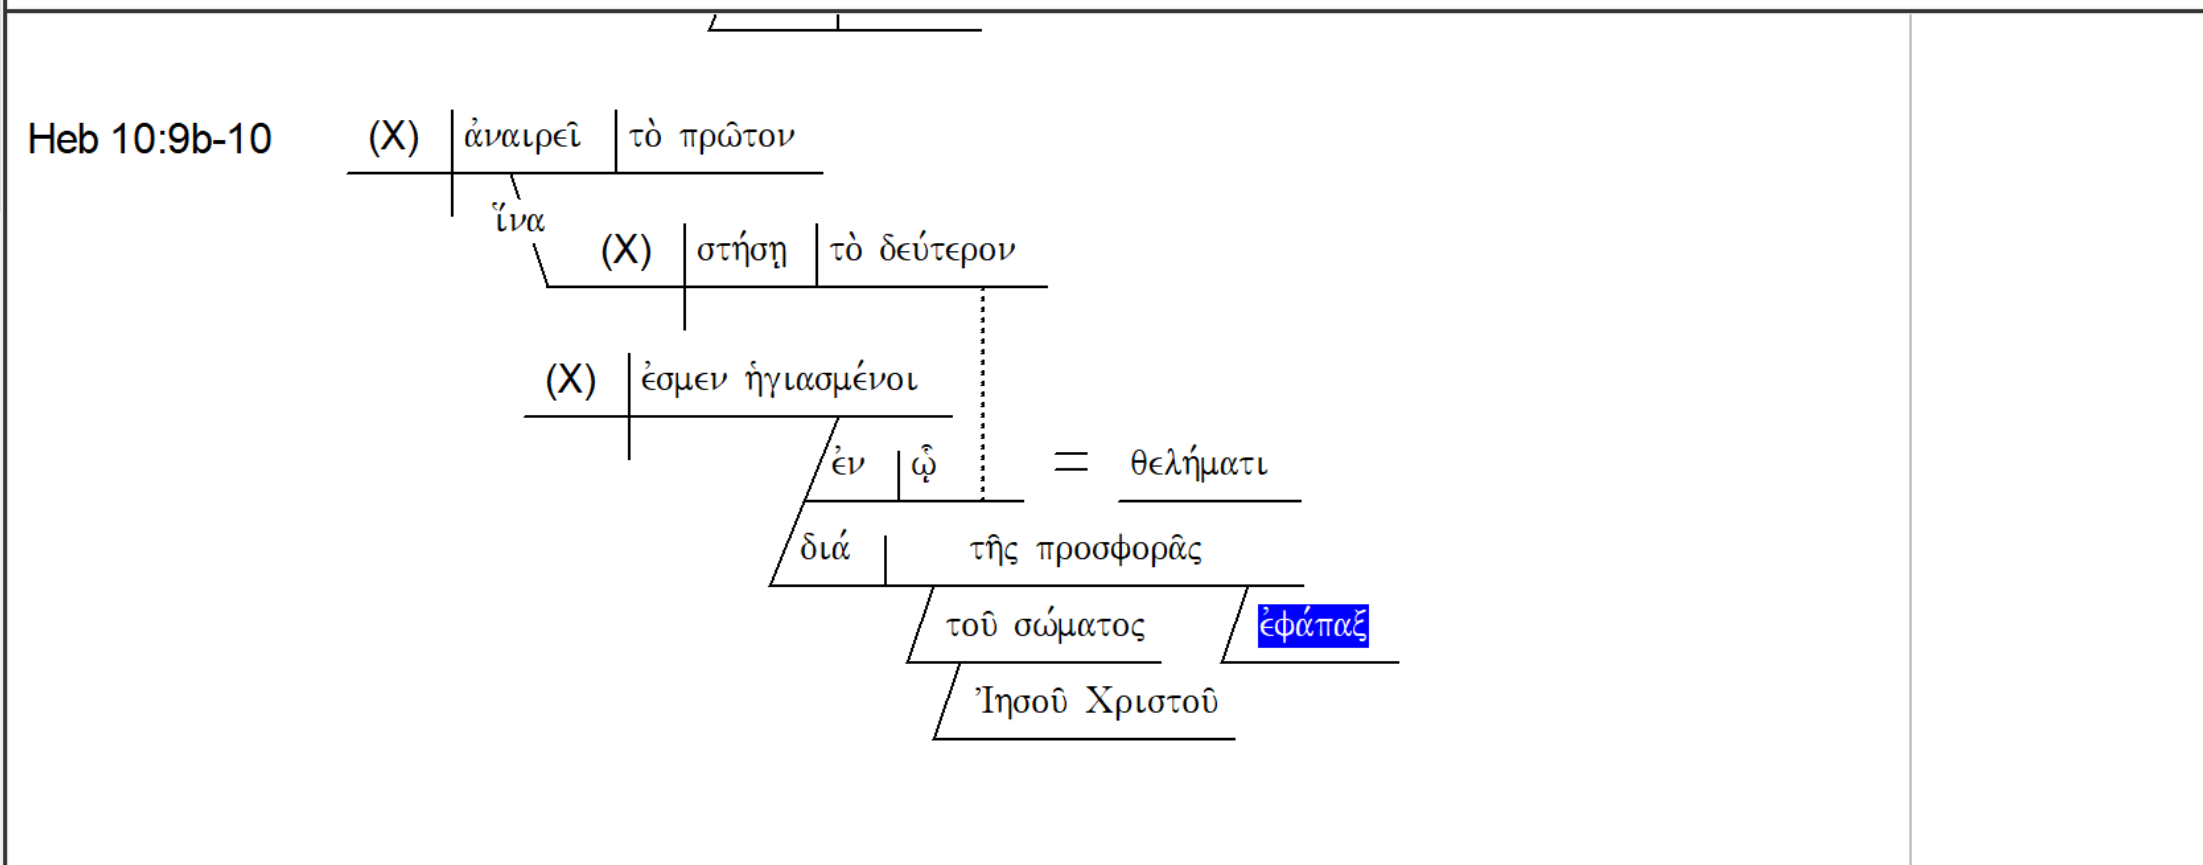 Heb 10:9b-10 (X) ἀναιρεῖ τὸ πρῶτον
ἵνα
(X) στήσῃ τὸ δεύτερον
(X) ἐσμεν ἡγιασμένοι
ἐν ᾧ = θελήματι
διά τῆς προσφορᾶς
τοῦ σώματος ἐφάπαξ
Ἰησοῦ Χριστοῦ